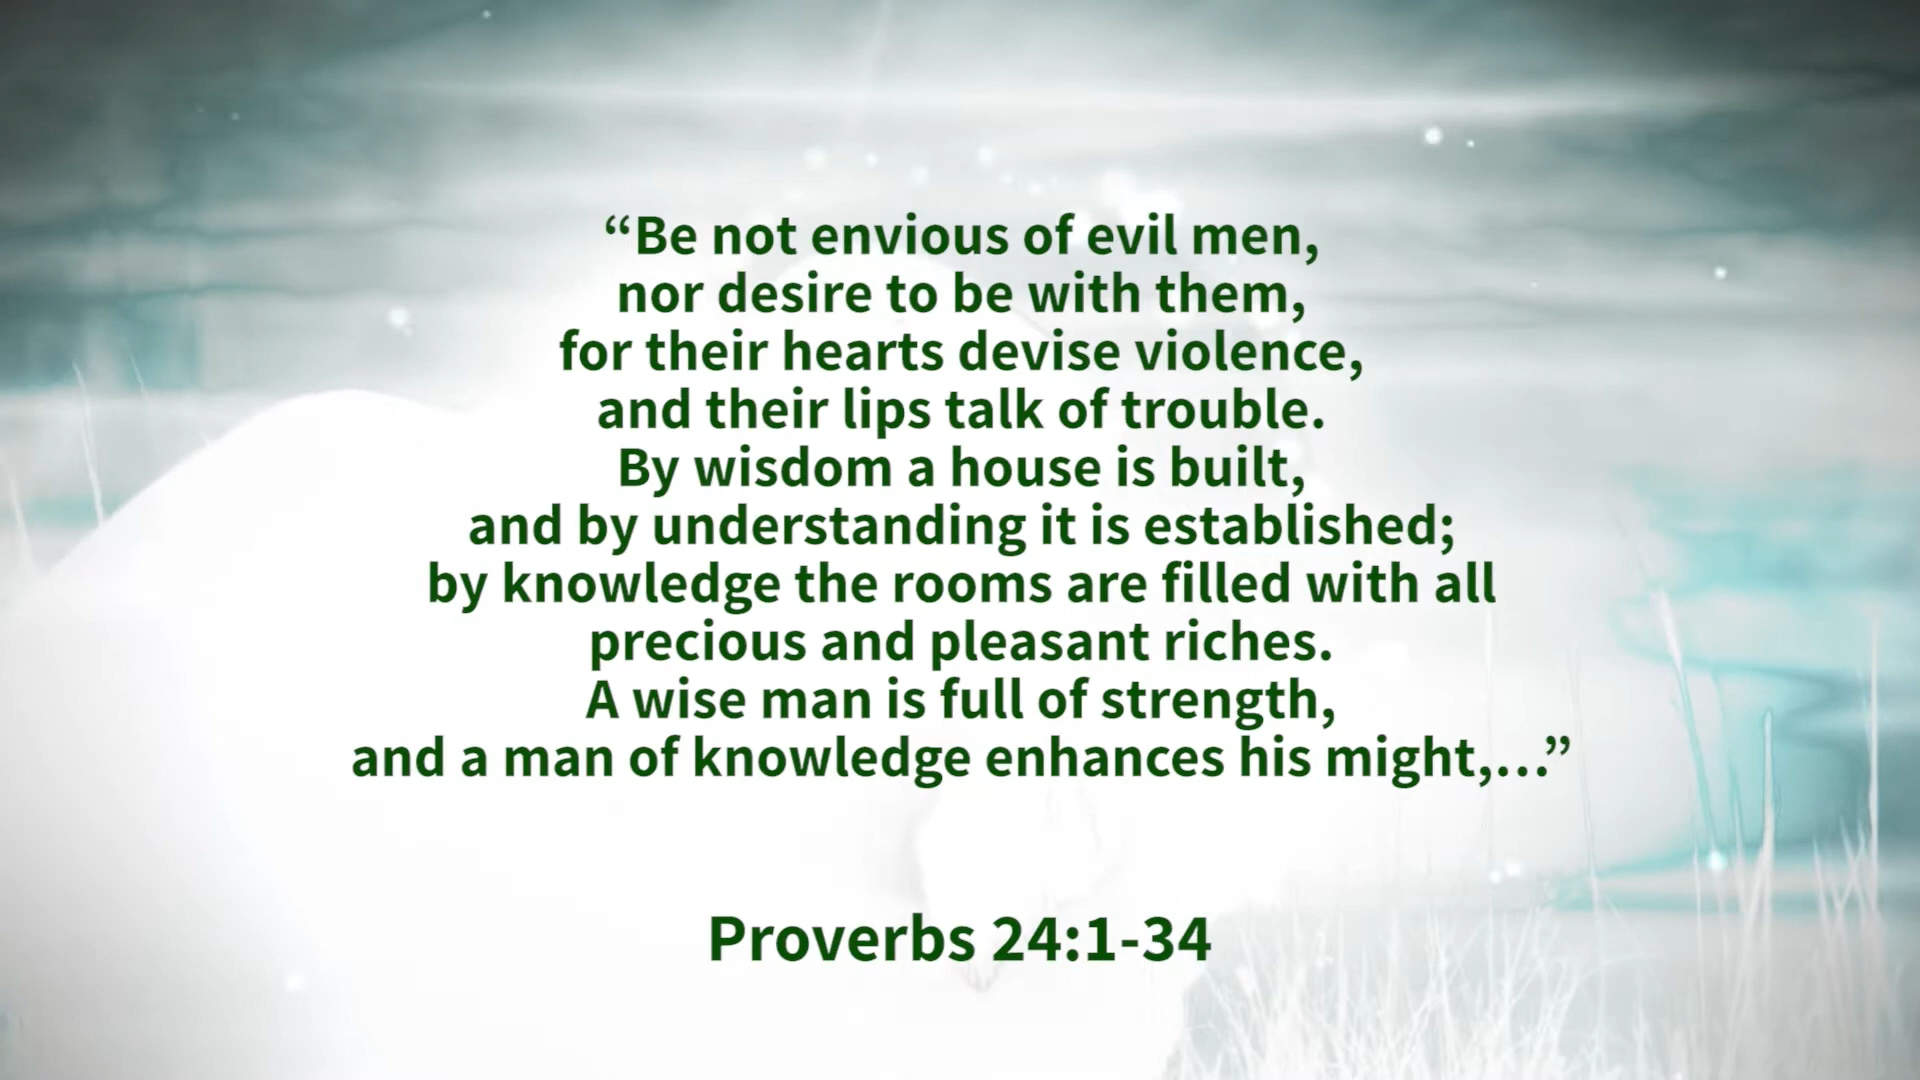 “Be not envious of evil men,
nor desire to be with them,
for their hearts devise violence,
and their lips talk of trouble.
By wisdom a house is built,
and by understanding it is established;
by knowledge the rooms are filled with all
precious and pleasant riches.
A wise man is full of strength,
and a man of knowledge enhances his might,...”
Proverbs 24:1-34